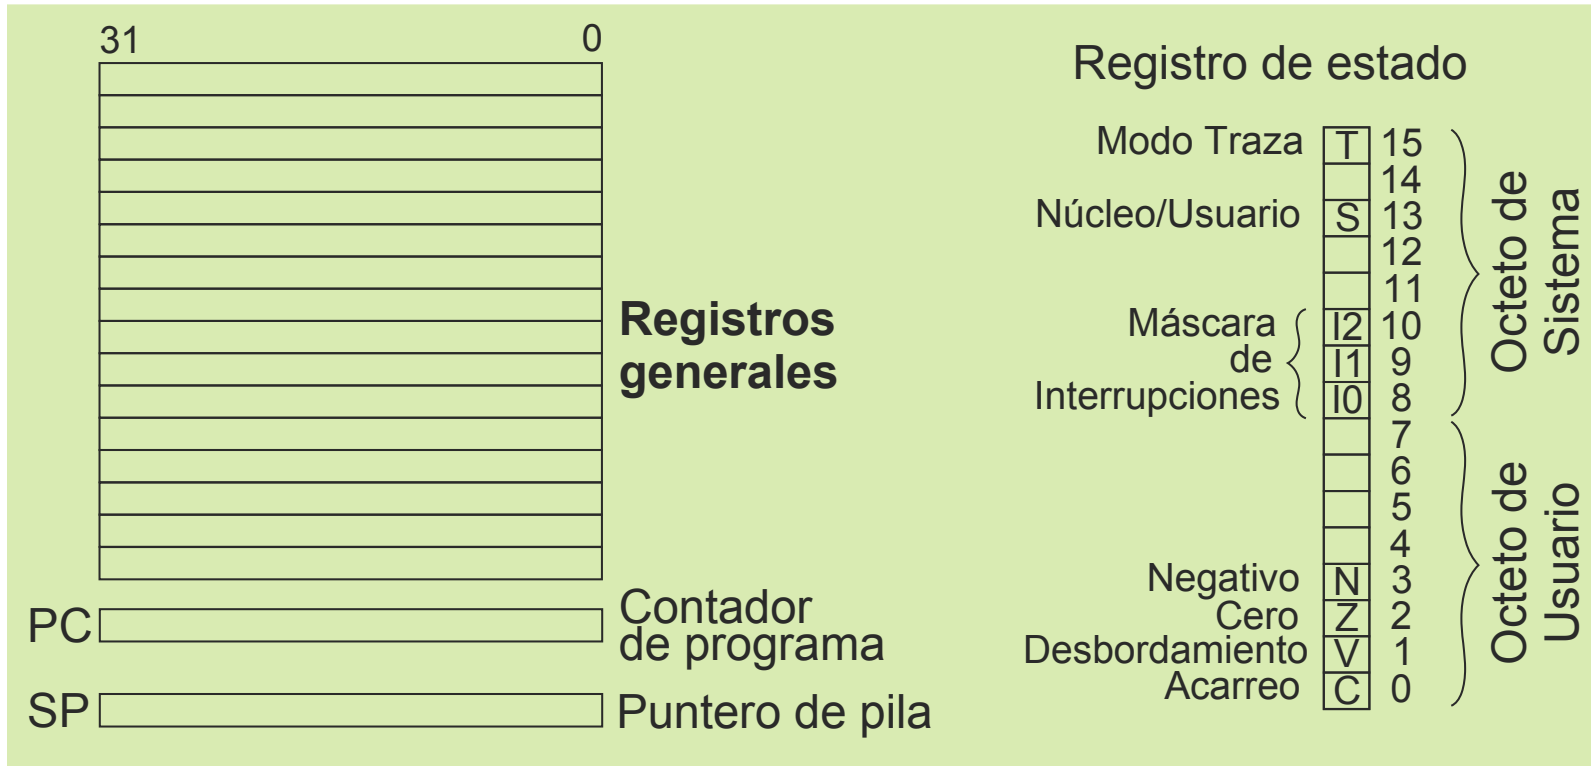 31 0
Registros
generales
PC
Contador
de programa
SP
Puntero de pila
Registro de estado
Modo Traza T 15
14
Núcleo/Usuario S 13
12
11
Máscara
de
Interrupciones
I2 10
I1 9
I0 8
7
6
5
4
Negativo N 3
Cero Z 2
Desbordamiento V 1
Acarreo C 0
Octeto de
Sistema
Octeto de
Usuario